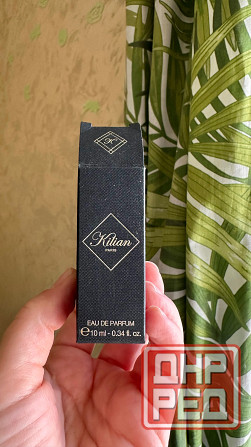 K
Kilian
PARIS
EAU DE PARFUM
℮ 10 ml - 0.34 fl. oz.
ДНР
РЕД